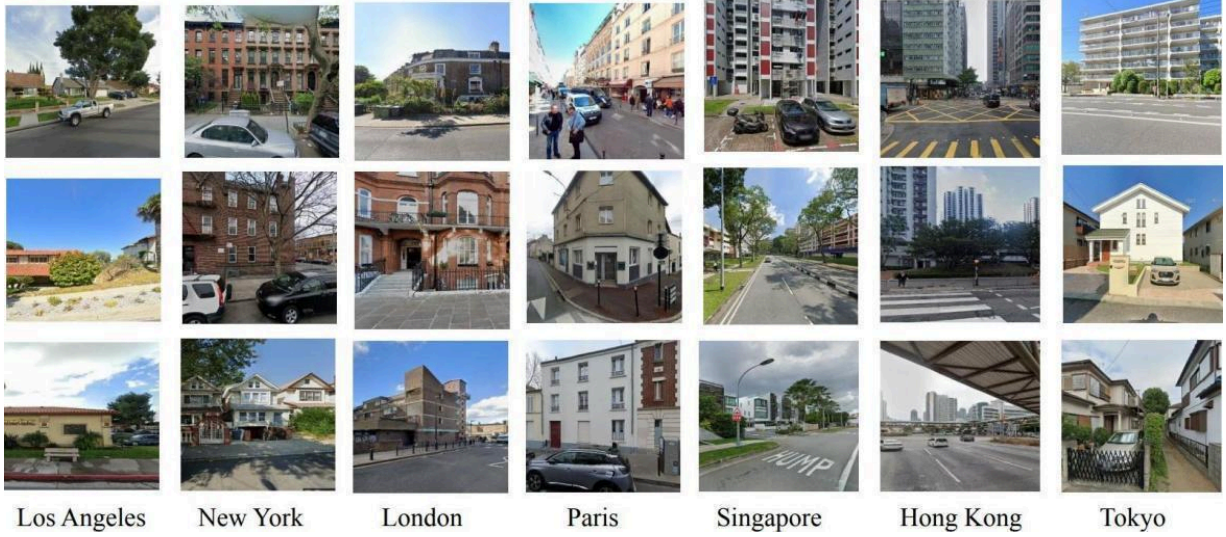 HUMP
Los Angeles
New York
London
Paris
Singapore
Hong Kong
Tokyo